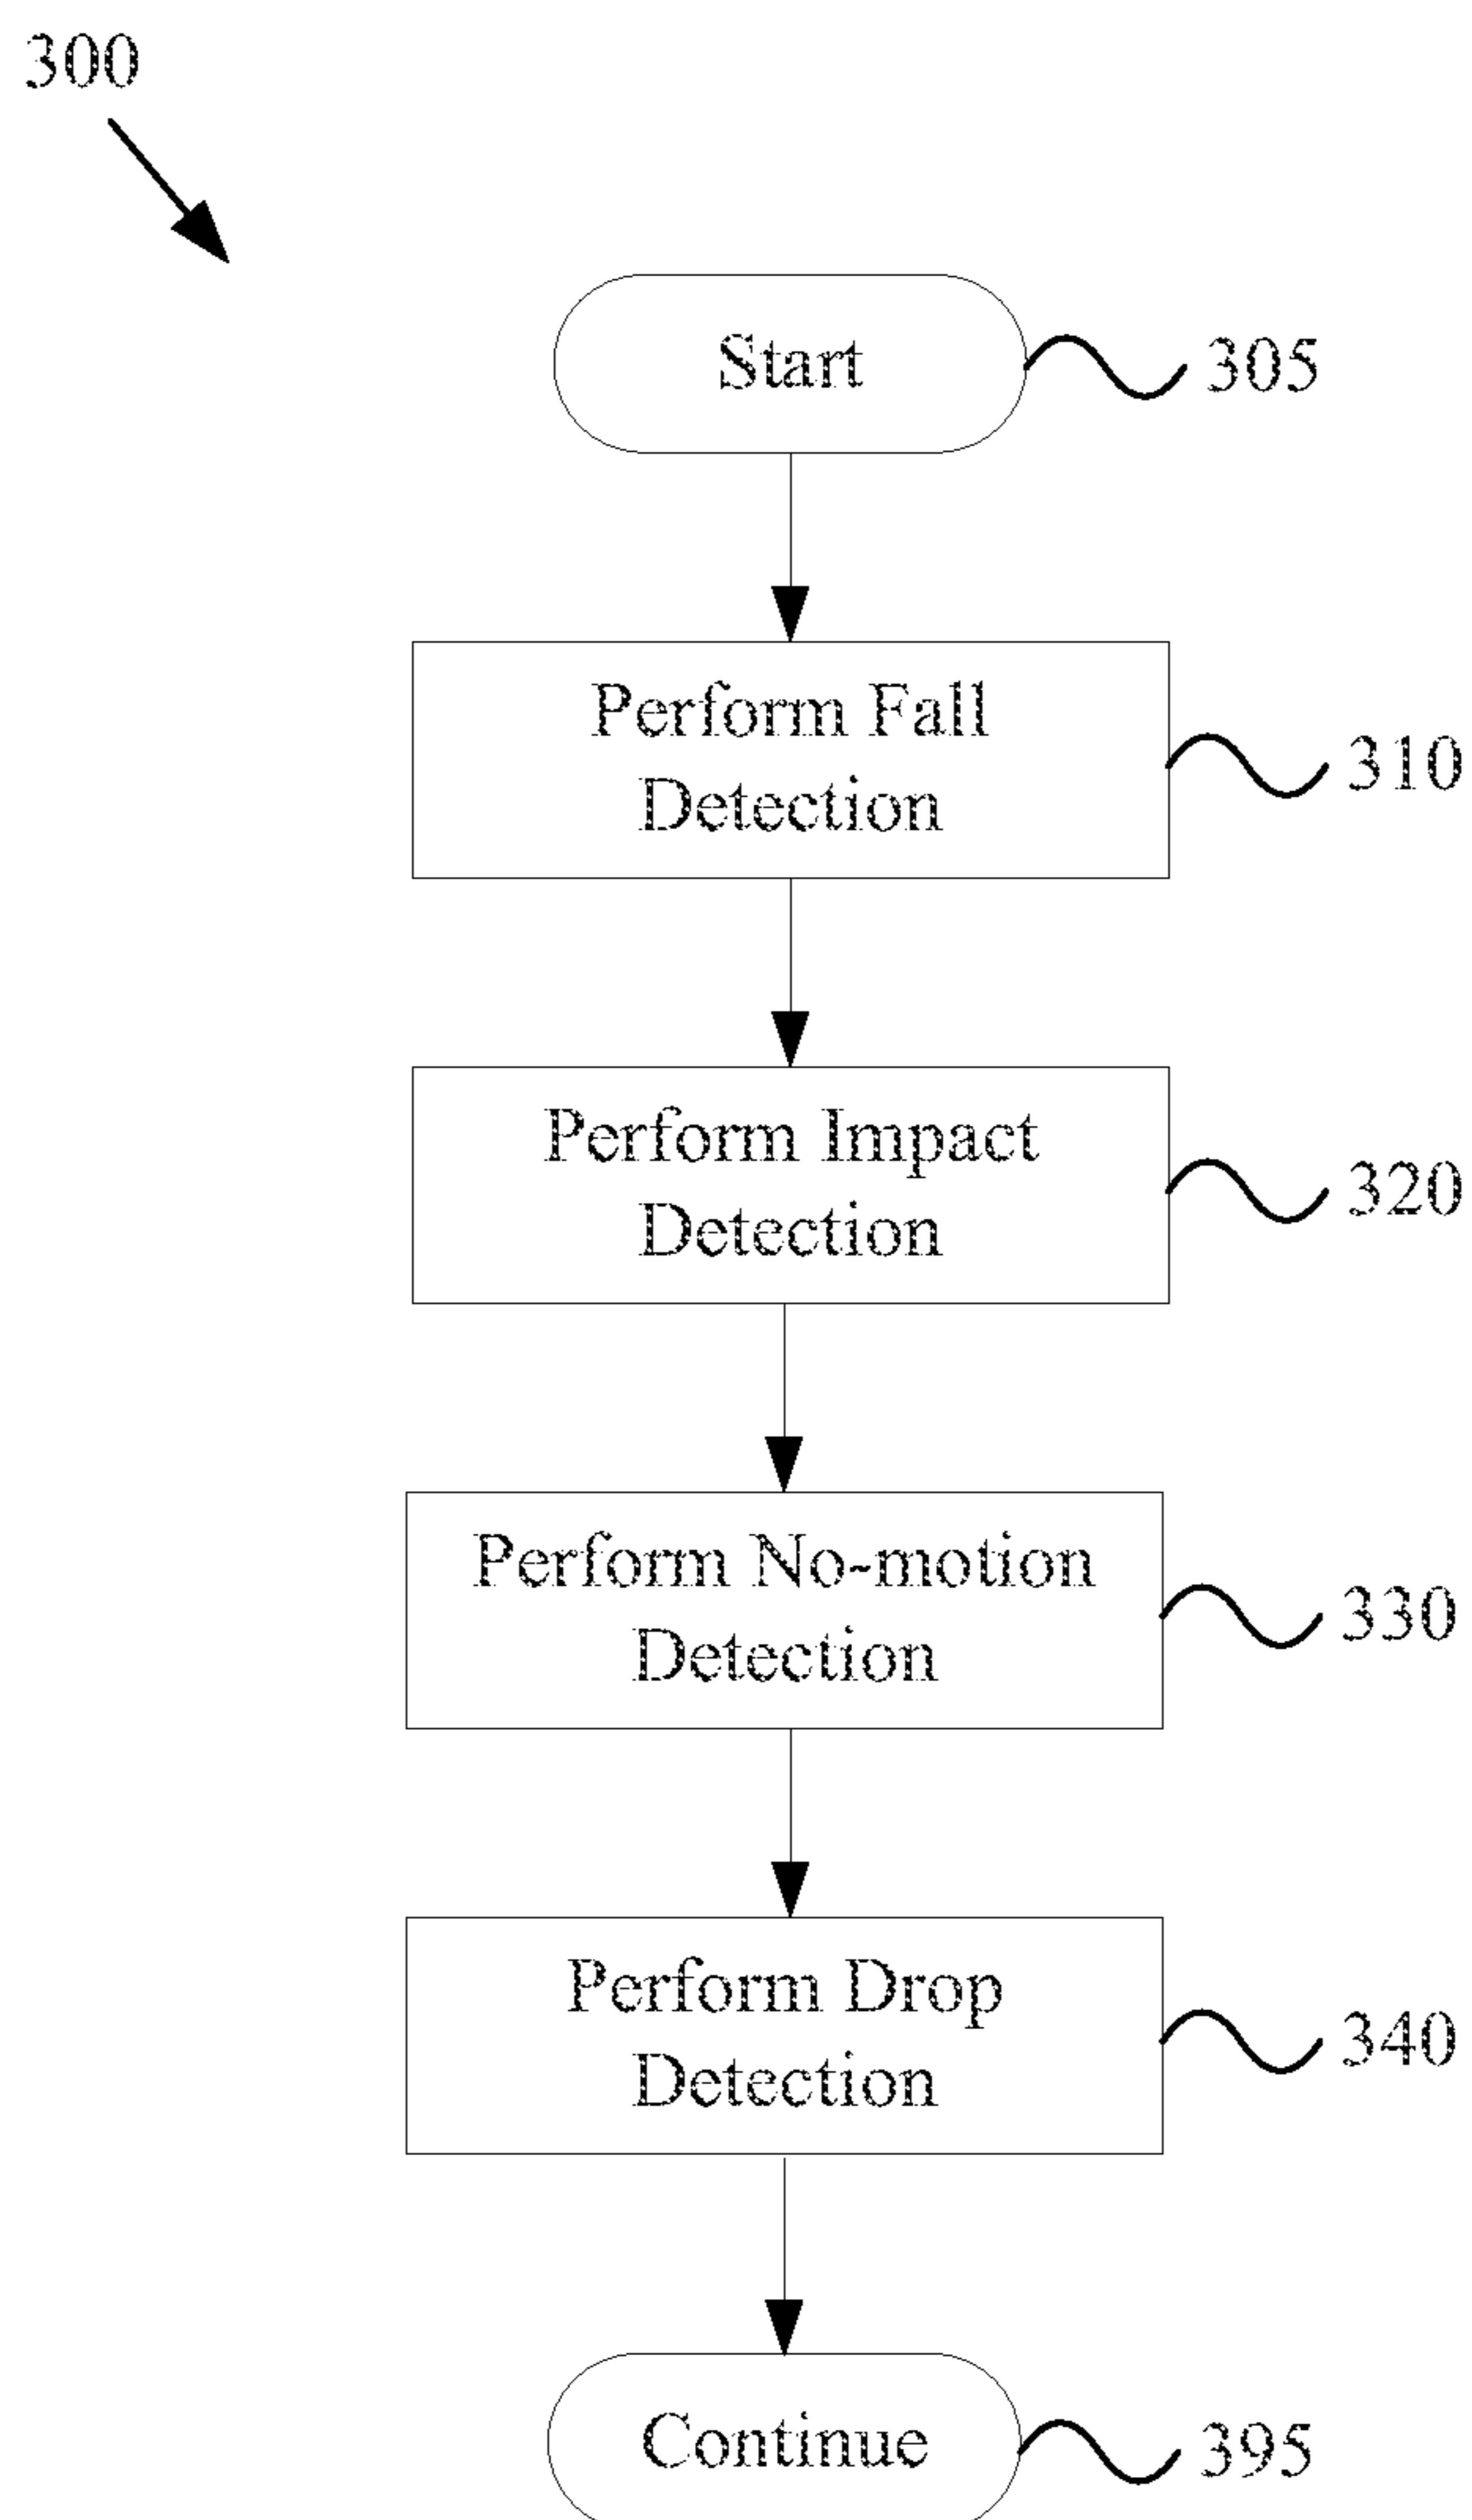 300
Start
305
Perform Fall
Detection
310
Perform Impact
Detection
320
Perform No-motion
Detection
330
Perform Drop
Detection
340
Continue
395